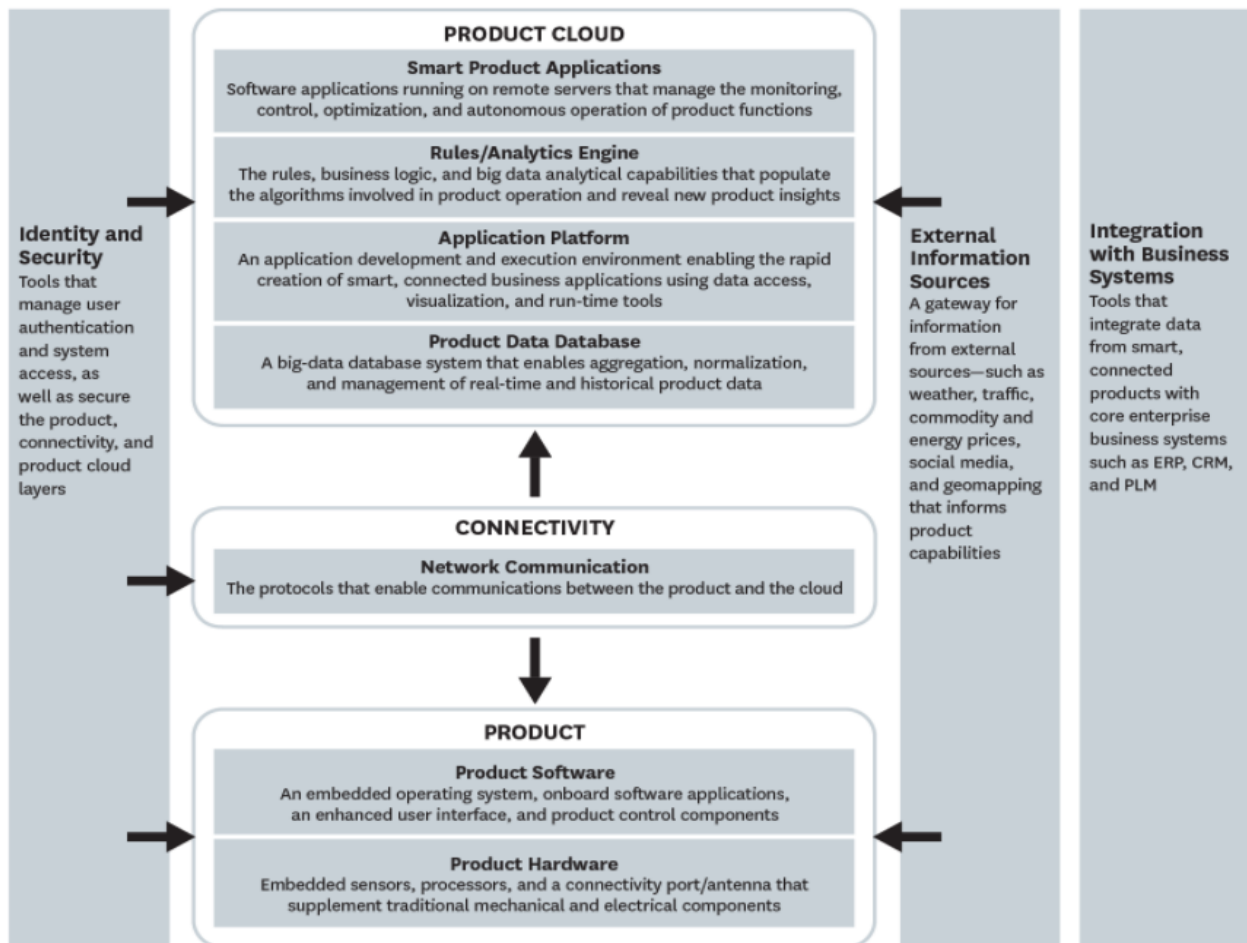 PRODUCT CLOUD
Smart Product Applications
Software applications running on remote servers that manage the monitoring,
control, optimization, and autonomous operation of product functions
Rules/Analytics Engine
The rules, business logic, and big data analytical capabilities that populate
the algorithms involved in product operation and reveal new product insights
Application Platform
An application development and execution environment enabling the rapid
creation of smart, connected business applications using data access,
visualization, and run-time tools
Product Data Database
A big-data database system that enables aggregation, normalization,
and management of real-time and historical product data
CONNECTIVITY
Network Communication
The protocols that enable communications between the product and the cloud
PRODUCT
Product Software
An embedded operating system, onboard software applications,
an enhanced user interface, and product control components
Product Hardware
Embedded sensors, processors, and a connectivity port/antenna that
supplement traditional mechanical and electrical components
Identity and
Security
Tools that
manage user
authentication
and system
access, as
well as secure
the product,
connectivity, and
product cloud
layers
External
Information
Sources
A gateway for
information
from external
sources—such as
weather, traffic,
commodity and
energy prices,
social media,
and geomapping
that informs
product
capabilities
Integration
with Business
Systems
Tools that
integrate data
from smart,
connected
products with
core enterprise
business systems
such as ERP, CRM,
and PLM